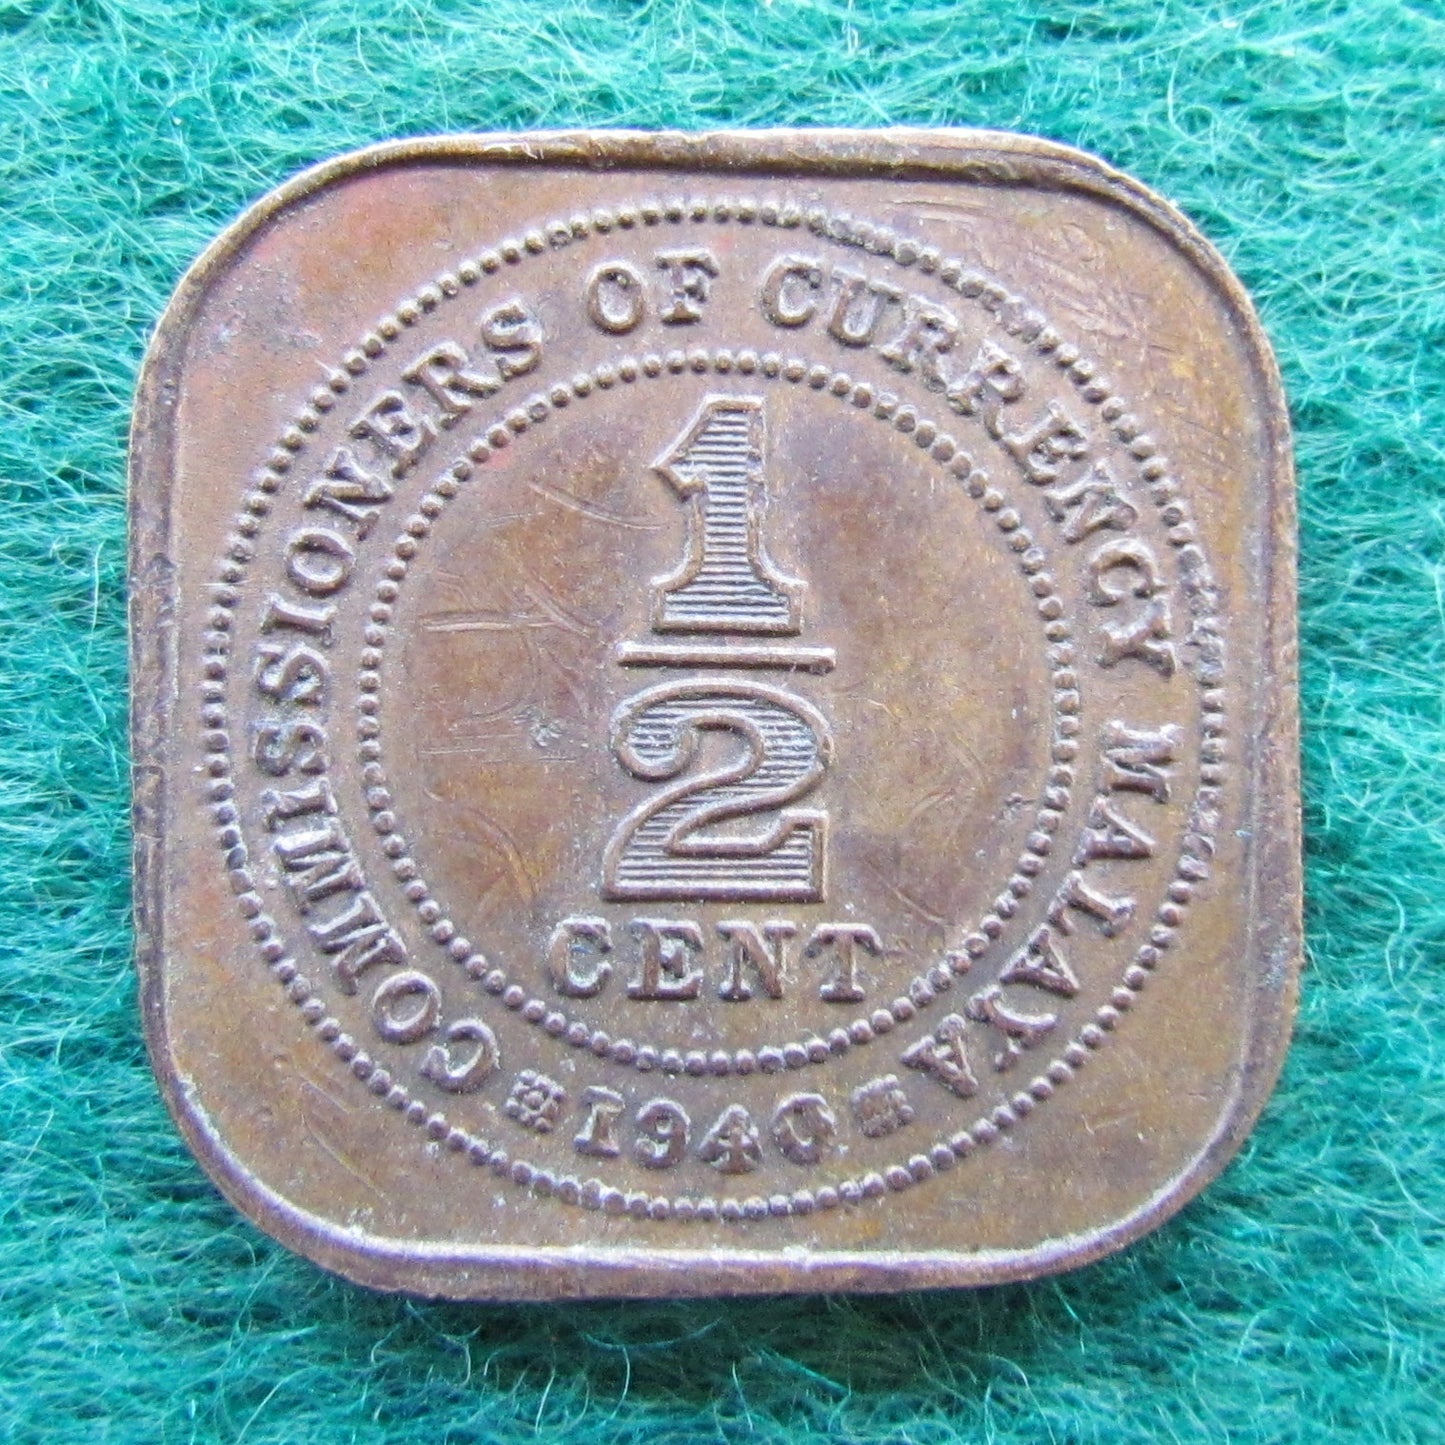 COMMISSIONERS OF CURRENCY MALAYA
1/2
CENT
1940